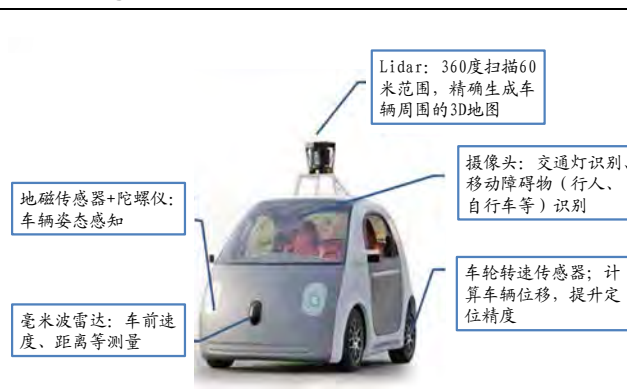 Lidar: 360度扫描60
米范围，精确生成车
辆周围的3D地图
摄像头：交通灯识别、
移动障碍物（行人、
自行车等）识别
地磁传感器+陀螺仪：
车辆姿态感知
车轮转速传感器；计
算车辆位移，提升定
位精度
毫米波雷达：车前速
度、距离等测量